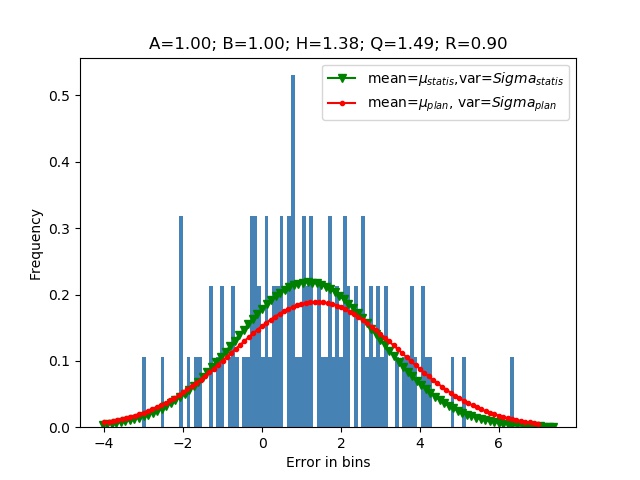 A=1.00; B=1.00; H=1.38; Q=1.49; R=0.90
mean=μstatis,var=Sigmastatis
mean=μplan, var=Sigmaplan
0.5
0.4
0.3
0.2
0.1
0.0
Frequency
−4 −2 0 2 4 6
Error in bins